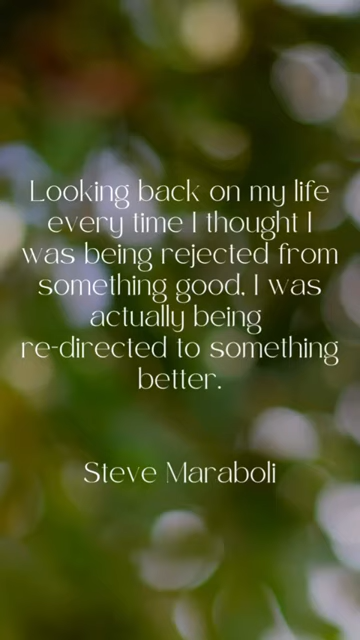 Looking back on my life
every time I thought I
was being rejected from
something good, I was
actually being
re-directed to something
better.
Steve Maraboli